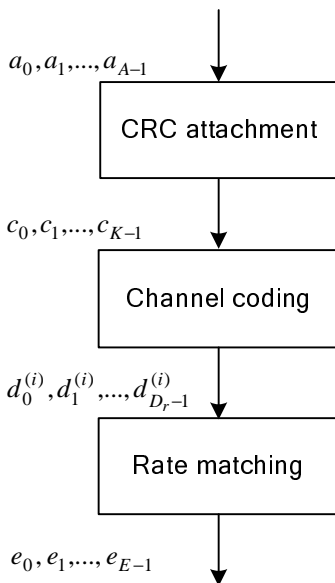 a_0, a_1, ..., a_{A-1}
CRC attachment
c_0, c_1, ..., c_{K-1}
Channel coding
d_0^{(i)}, d_1^{(i)}, ..., d_{D_r-1}^{(i)}
Rate matching
e_0, e_1, ..., e_{E-1}